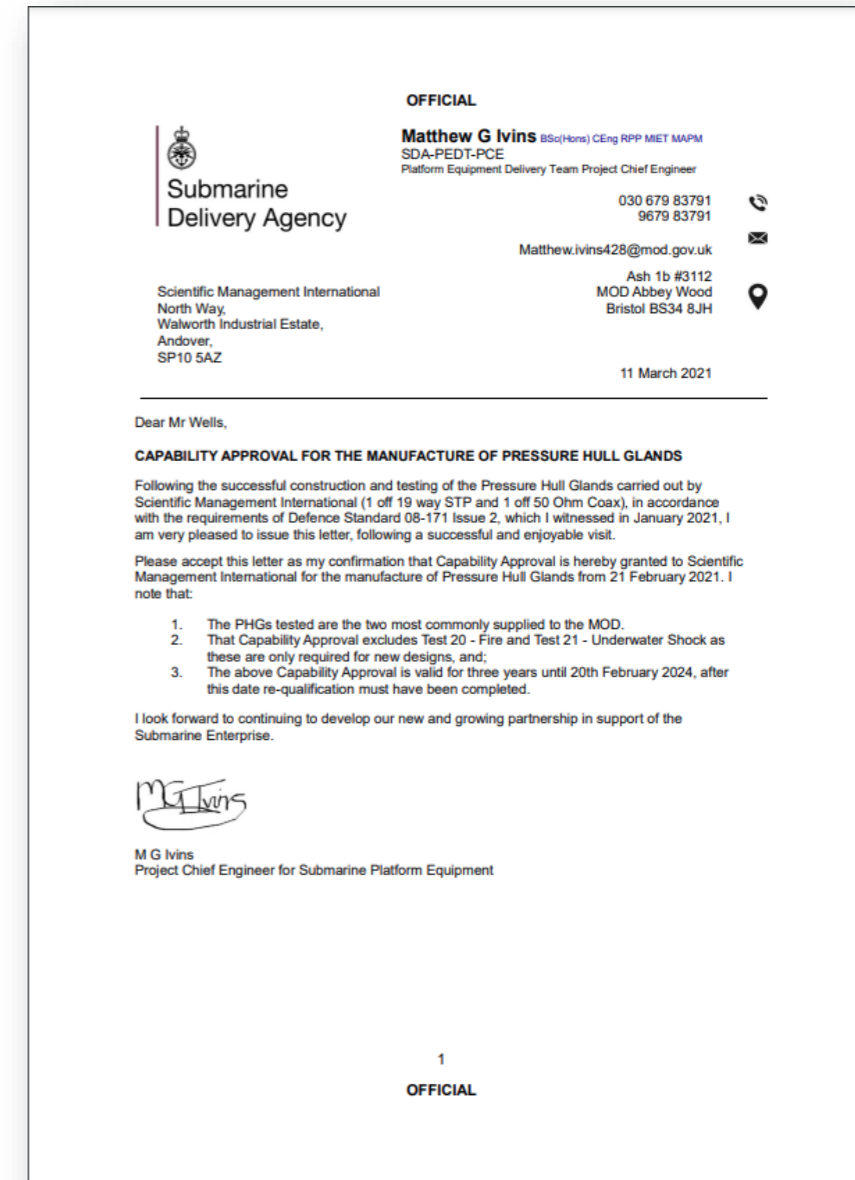 OFFICIAL
Submarine
Delivery Agency
Matthew G Ivins BSc(Hons) CEng RPP MIET MAPM
SDA-PEDT-PCE
Platform Equipment Delivery Team Project Chief Engineer
030 679 83791
9679 83791
Matthew.ivins428@mod.gov.uk
Ash 1b #3112
MOD Abbey Wood
Bristol BS34 8JH
Scientific Management International
North Way,
Walworth Industrial Estate,
Andover,
SP10 5AZ
11 March 2021
Dear Mr Wells,
CAPABILITY APPROVAL FOR THE MANUFACTURE OF PRESSURE HULL GLANDS
Following the successful construction and testing of the Pressure Hull Glands carried out by
Scientific Management International (1 off 19 way STP and 1 off 50 Ohm Coax), in accordance
with the requirements of Defence Standard 08-171 Issue 2, which I witnessed in January 2021, I
am very pleased to issue this letter, following a successful and enjoyable visit.
Please accept this letter as my confirmation that Capability Approval is hereby granted to Scientific
Management International for the manufacture of Pressure Hull Glands from 21 February 2021. I
note that:
1. The PHGs tested are the two most commonly supplied to the MOD.
2. That Capability Approval excludes Test 20 - Fire and Test 21 - Underwater Shock as
these are only required for new designs, and;
3. The above Capability Approval is valid for three years until 20th February 2024, after
this date re-qualification must have been completed.
I look forward to continuing to develop our new and growing partnership in support of the
Submarine Enterprise.
MG Ivins
M G Ivins
Project Chief Engineer for Submarine Platform Equipment
1
OFFICIAL